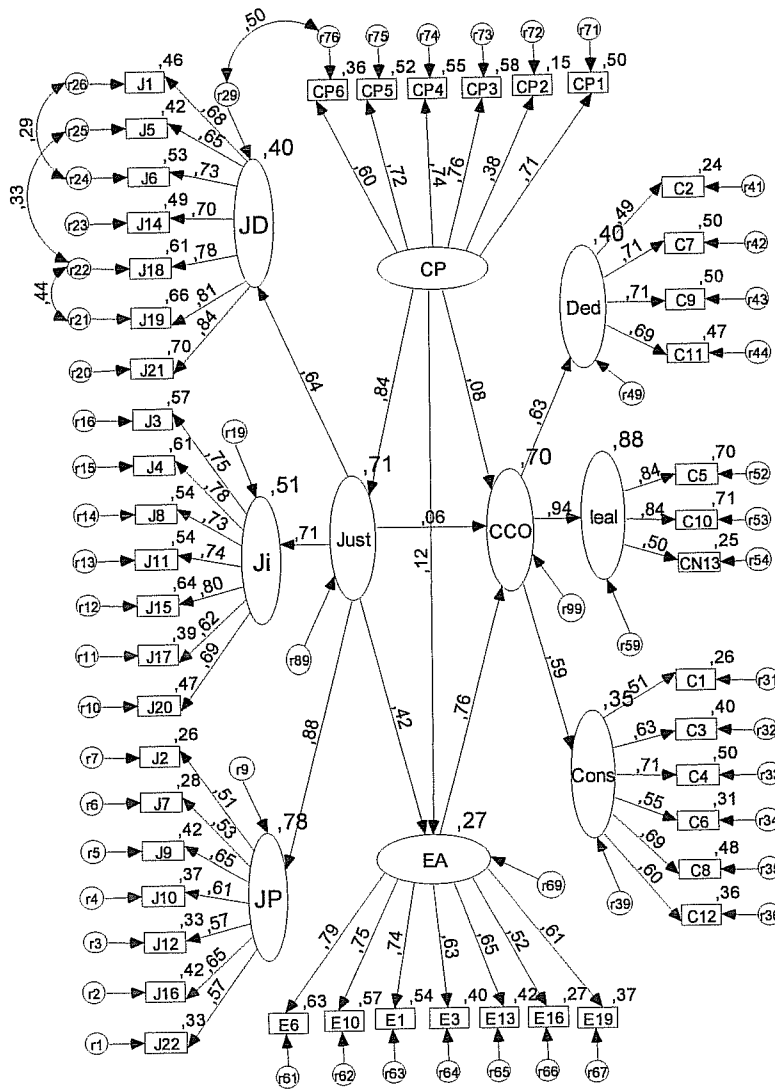 ,50
r76 r75 r74 r73 r72 r71
,36 ,52 ,55 ,58 ,15 ,50
CP6 CP5 CP4 CP3 CP2 CP1
,60 ,72 ,74 ,76 ,38 ,71
CP
,84 ,12 ,08
r29
,40
JD
r26 J1 ,46 ,68
r25 J5 ,42 ,65
r24 J6 ,53 ,73
r23 J14 ,49 ,70
r22 J18 ,61 ,78
r21 J19 ,66 ,81
r20 J21 ,70 ,84
,29
,33
,44
,64
r19
,51
Ji
r16 J3 ,57 ,75
r15 J4 ,61 ,78
r14 J8 ,54 ,73
r13 J11 ,54 ,74
r12 J15 ,64 ,80
r11 J17 ,39 ,62
r10 J20 ,47 ,69
,71
,71
Just
r89
,06
,42
,88
r9
,78
JP
r7 J2 ,26 ,51
r6 J7 ,28 ,53
r5 J9 ,42 ,65
r4 J10 ,37 ,61
r3 J12 ,33 ,57
r2 J16 ,42 ,65
r1 J22 ,33 ,57
,70
CCO
r99
,63
,94
,59
,76
,40
Ded
r49
,49 C2 ,24 r41
,71 C7 ,50 r42
,71 C9 ,50 r43
,69 C11 ,47 r44
,88
leal
r59
,84 C5 ,70 r52
,84 C10 ,71 r53
,50 CN13 ,25 r54
,35
Cons
r39
,51 C1 ,26 r31
,63 C3 ,40 r32
,71 C4 ,50 r33
,55 C6 ,31 r34
,69 C8 ,48 r35
,60 C12 ,36 r36
,27
EA
r69
,79 ,75 ,74 ,63 ,65 ,52 ,61
,63 ,57 ,54 ,40 ,42 ,27 ,37
E6 E10 E1 E3 E13 E16 E19
r61 r62 r63 r64 r65 r66 r67